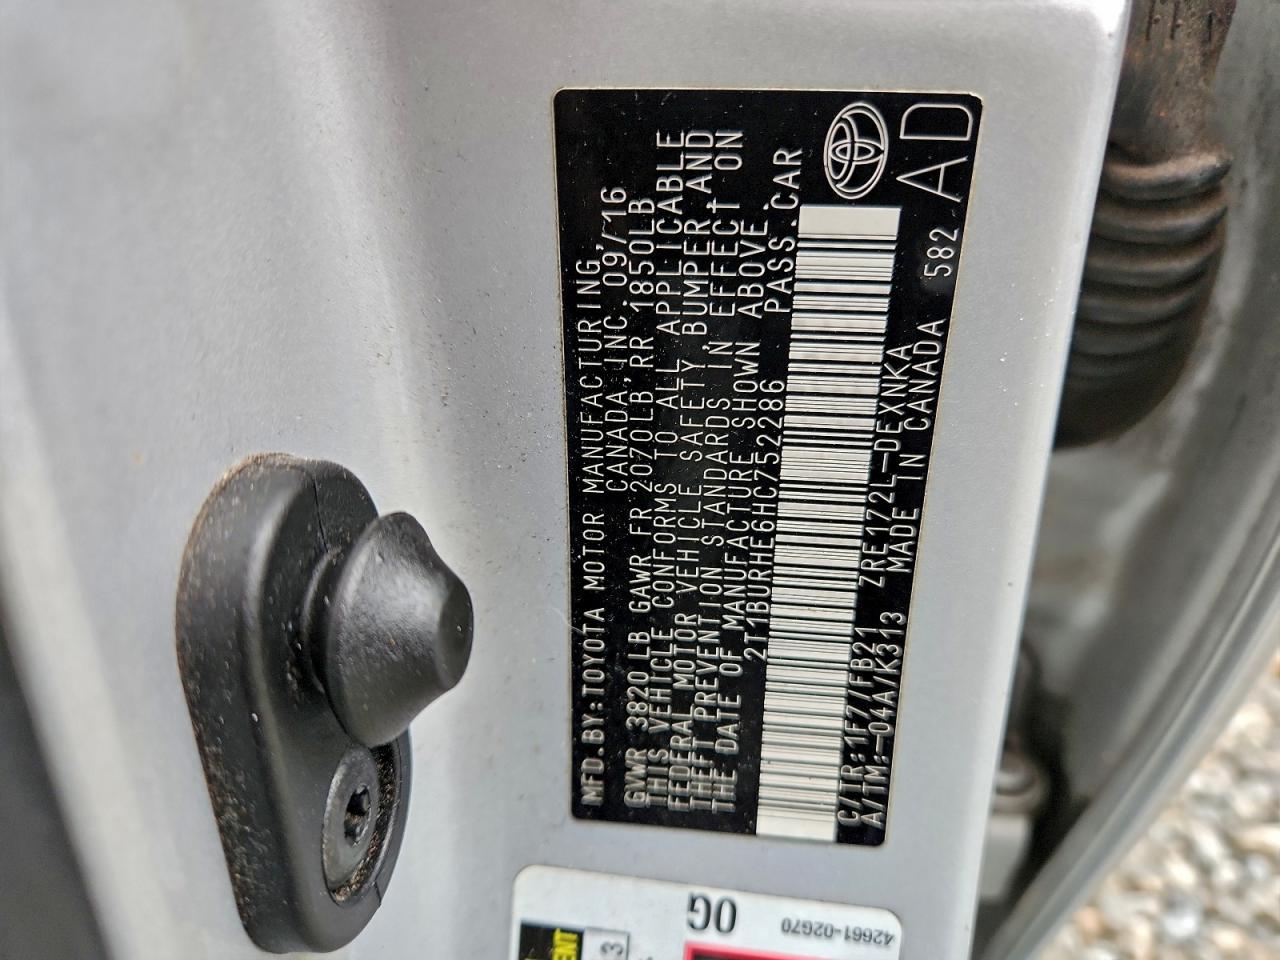 MFD.BY:TOYOTA MOTOR MANUFACTURING,
CANADA, INC. 09/16
GVWR 3820LB GAWR FR 2070LB, RR 1850LB
THIS VEHICLE CONFORMS TO ALL APPLICABLE
FEDERAL MOTOR VEHICLE SAFETY, BUMPER, AND
THEFT PREVENTION STANDARDS IN EFFECT ON
THE DATE OF MANUFACTURE SHOWN ABOVE.
2T1BURHE6HC752286 PASS.CAR
C/TR:1F7/FB21 ZRE172L-DEXNKA 582 AD
A/TM:-04A/K313 MADE IN CANADA
OG
42661-02G70
3